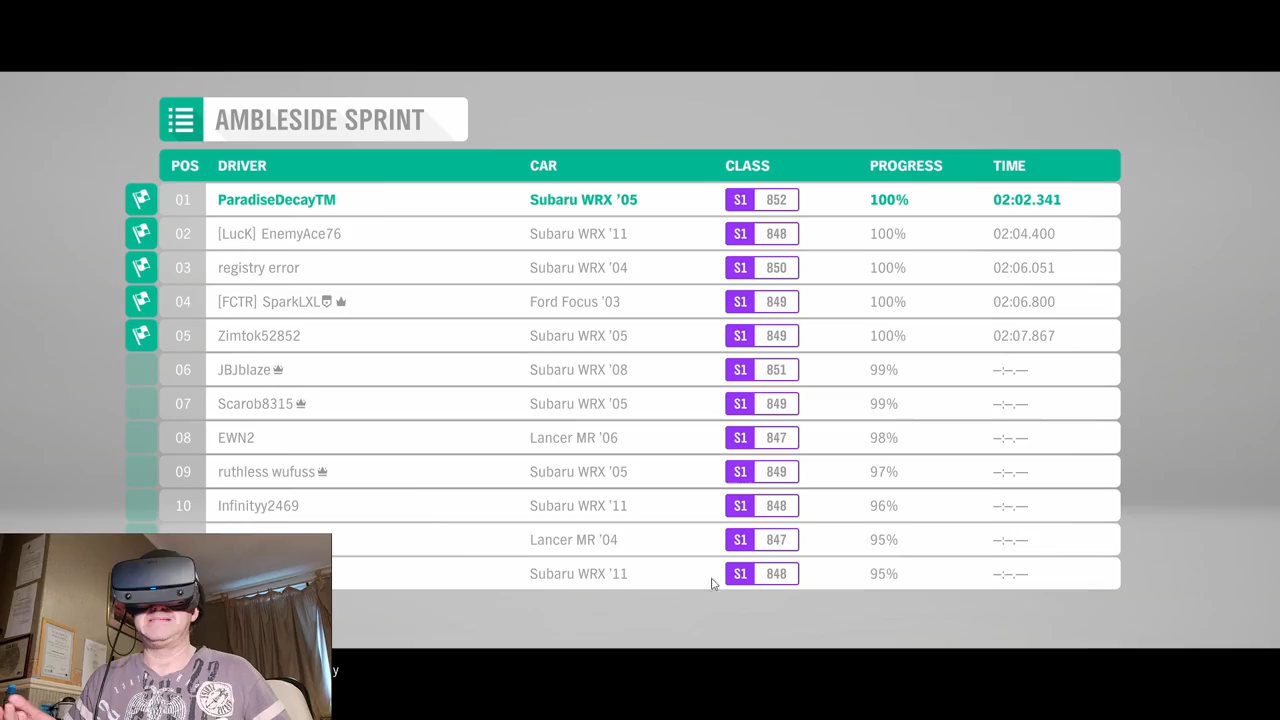 AMBLESIDE SPRINT
POS DRIVER CAR CLASS PROGRESS TIME
01 ParadiseDecayTM Subaru WRX ’05 S1 852 100% 02:02.341
02 [LucK] EnemyAce76 Subaru WRX ’11 S1 848 100% 02:04.400
03 registry error Subaru WRX ’04 S1 850 100% 02:06.051
04 [FCTR] SparkLXL Ford Focus ’03 S1 849 100% 02:06.800
05 Zimtok52852 Subaru WRX ’05 S1 849 100% 02:07.867
06 JBJblaze Subaru WRX ’08 S1 851 99% --:--.---
07 Scarob8315 Subaru WRX ’05 S1 849 99% --:--.---
08 EWN2 Lancer MR ’06 S1 847 98% --:--.---
09 ruthless wufuss Subaru WRX ’05 S1 849 97% --:--.---
10 Infinityy2469 Subaru WRX ’11 S1 848 96% --:--.---
Lancer MR ’04 S1 847 95% --:--.---
Subaru WRX ’11 S1 848 95% --:--.---
y